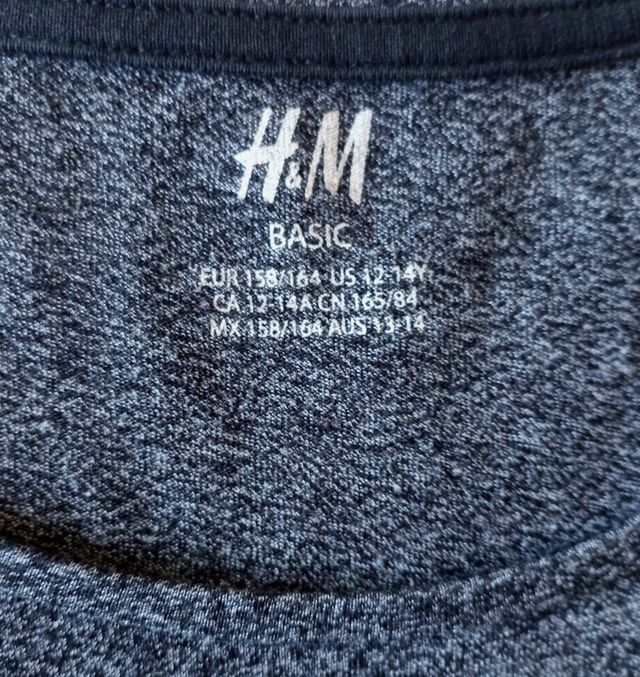 H&M
BASIC
EUR 158/164 US 12-14Y
CA 12-14A CN 165/84
MX 158/164 AUS 13-14